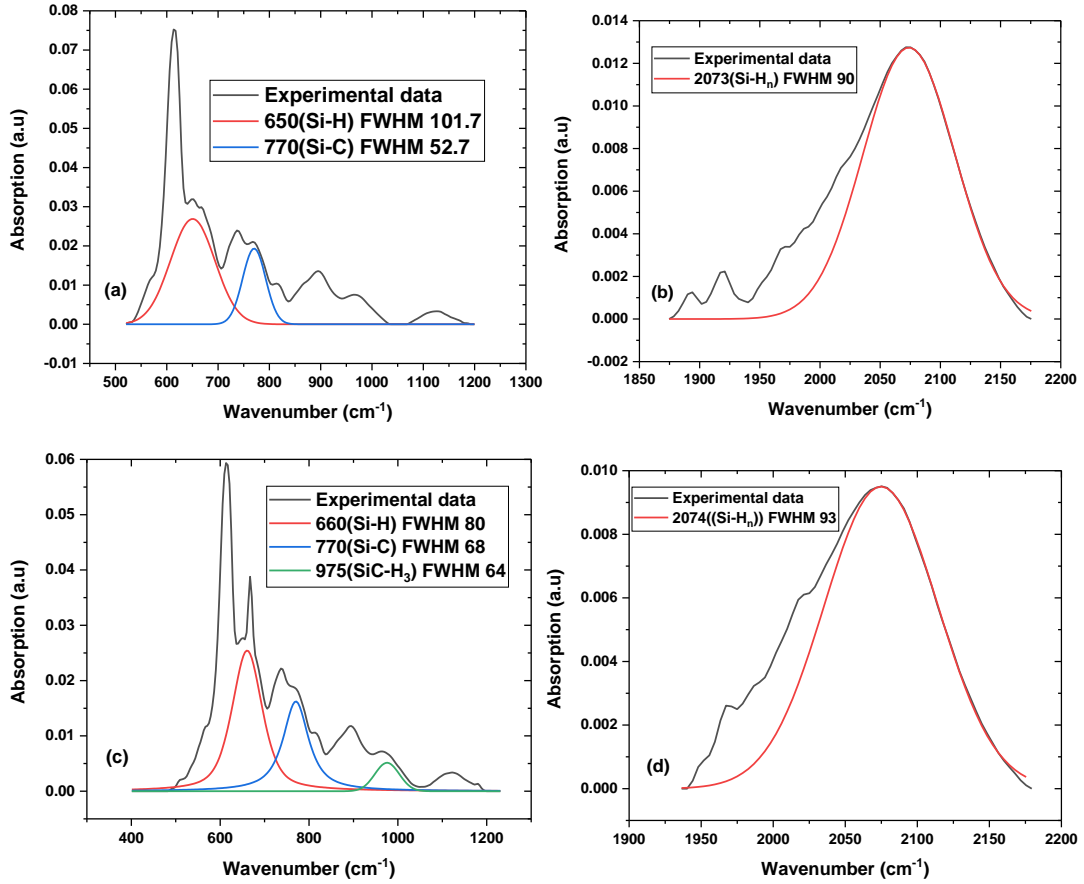 0.08
0.07
0.06
0.05
0.04
0.03
0.02
0.01
0.00
-0.01
Absorption (a.u)
Experimental data
650(Si-H) FWHM 101.7
770(Si-C) FWHM 52.7
(a)
500 600 700 800 900 1000 1100 1200 1300
Wavenumber (cm⁻¹)
0.014
0.012
0.010
0.008
0.006
0.004
0.002
0.000
-0.002
Absorption (a.u)
Experimental data
2073(Si-Hₙ) FWHM 90
(b)
1850 1900 1950 2000 2050 2100 2150 2200
Wavenumber (cm⁻¹)
0.06
0.05
0.04
0.03
0.02
0.01
0.00
Absorption (a.u)
Experimental data
660(Si-H) FWHM 80
770(Si-C) FWHM 68
975(SiC-H₃) FWHM 64
(c)
400 600 800 1000 1200
Wavenumber (cm⁻¹)
0.010
0.008
0.006
0.004
0.002
0.000
Absorption (a.u)
Experimental data
2074((Si-Hₙ)) FWHM 93
(d)
1900 1950 2000 2050 2100 2150 2200
Wavenumber (cm⁻¹)